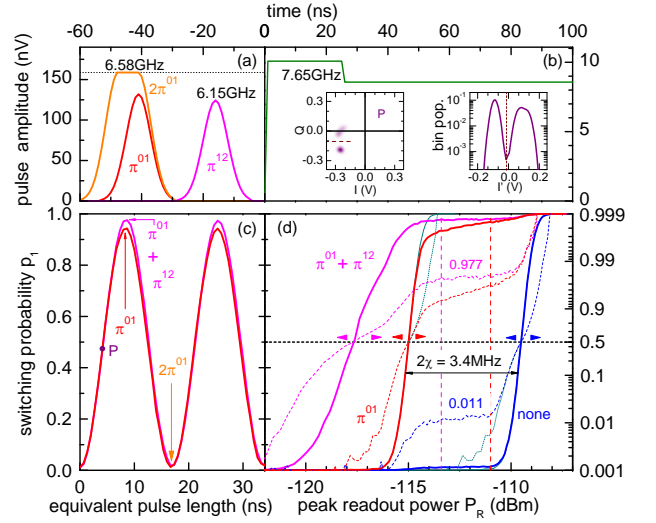 time (ns)
-60 -40 -20 0 20 40 60 80 100
pulse amplitude (nV)
150
100
50
0
6.58GHz
(a)
2π⁰¹
6.15GHz
π⁰¹
π¹²
7.65GHz
(b)
10
5
0
Q
0.3
0.0
-0.3
P
-0.3 0.0 0.3
I (V)
bin pop.
10⁻¹
10⁻³
-0.2 0.0 0.2
I' (V)
switching probability p₁
1.0
0.8
0.6
0.4
0.2
0.0
(c)
π⁰¹
+
π¹²
π⁰¹
P
2π⁰¹
0 10 20 30
equivalent pulse length (ns)
(d)
π⁰¹ + π¹²
0.977
2χ = 3.4MHz
π⁰¹
0.011
none
0.999
0.99
0.9
0.5
0.1
0.01
0.001
-120 -115 -110
peak readout power P_R (dBm)